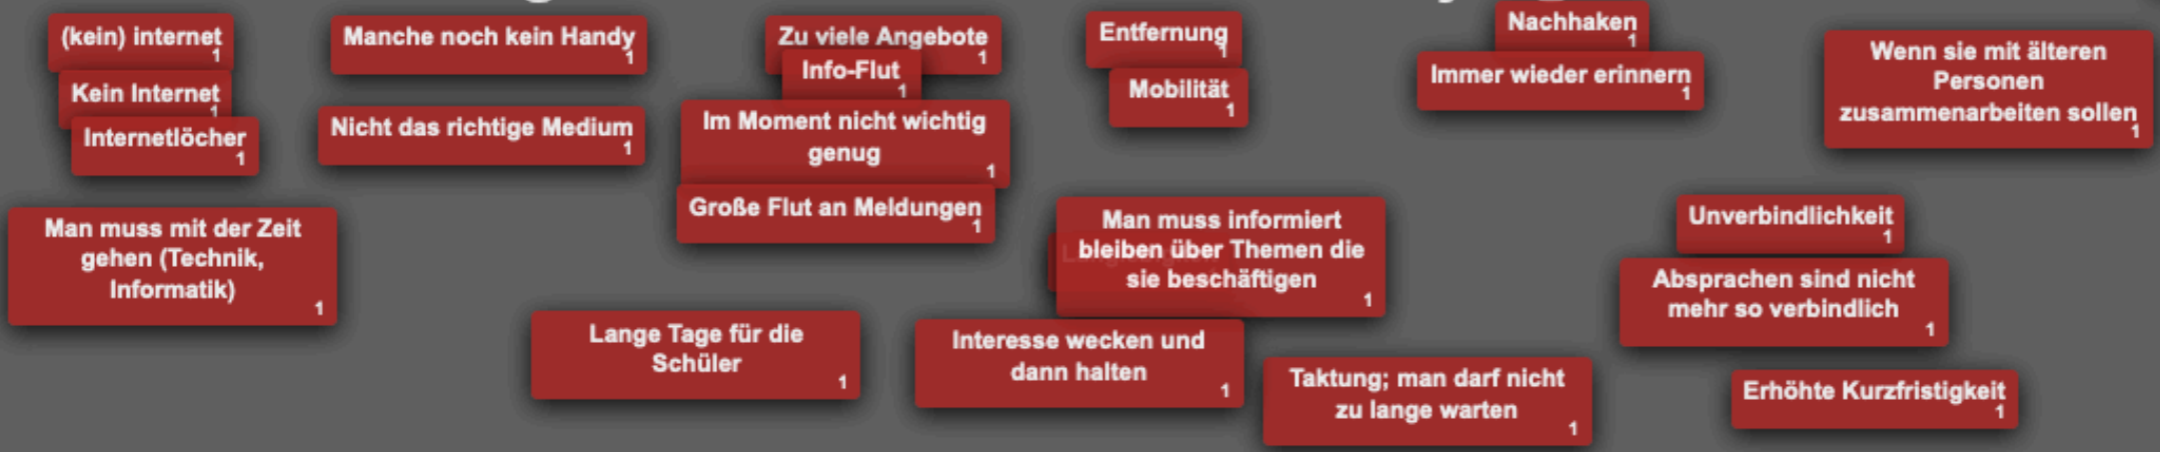 (kein) internet
1
Kein Internet
1
Internetlöcher
1
Manche noch kein Handy
1
Nicht das richtige Medium
1
Zu viele Angebote
1
Info-Flut
1
Im Moment nicht wichtig
genug
1
Große Flut an Meldungen
1
Entfernung
1
Mobilität
1
Nachhaken
1
Immer wieder erinnern
1
Wenn sie mit älteren
Personen
zusammenarbeiten sollen
1
Man muss mit der Zeit
gehen (Technik,
Informatik)
1
Man muss informiert
bleiben über Themen die
sie beschäftigen
1
Unverbindlichkeit
1
Absprachen sind nicht
mehr so verbindlich
1
Lange Tage für die
Schüler
1
Interesse wecken und
dann halten
1
Taktung; man darf nicht
zu lange warten
1
Erhöhte Kurzfristigkeit
1